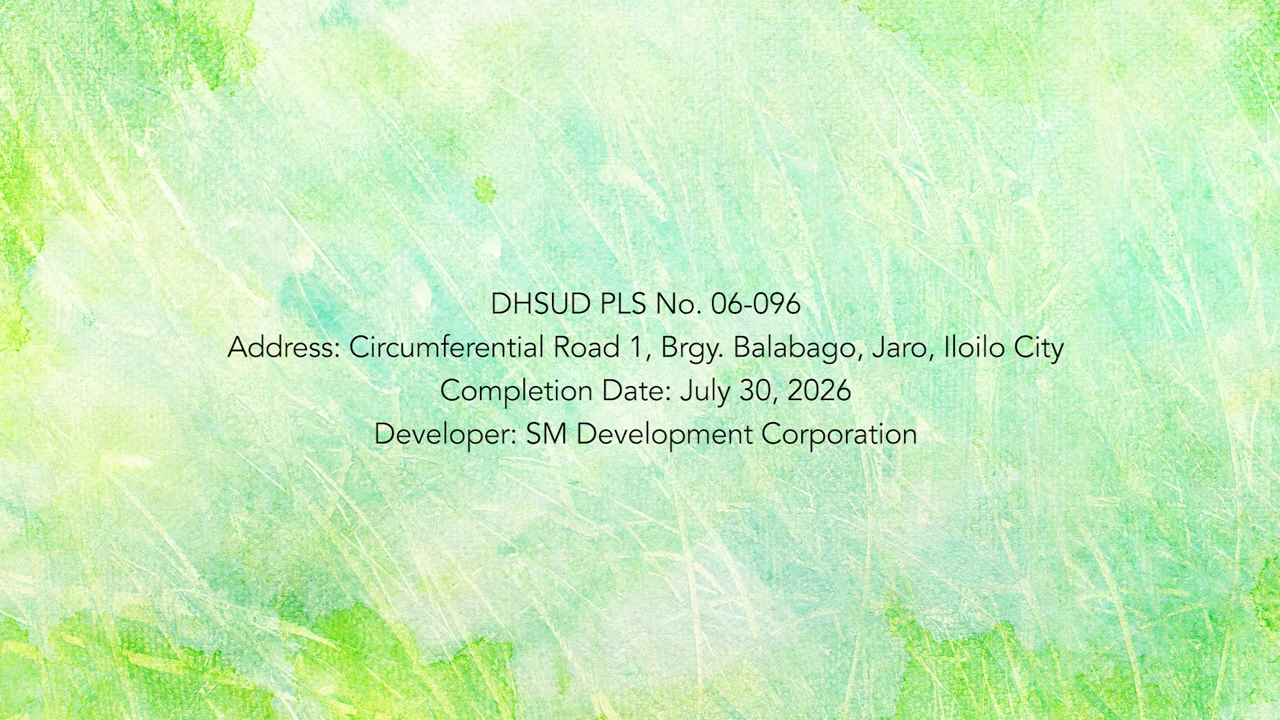 DHSUD PLS No. 06-096
Address: Circumferential Road 1, Brgy. Balabago, Jaro, Iloilo City
Completion Date: July 30, 2026
Developer: SM Development Corporation